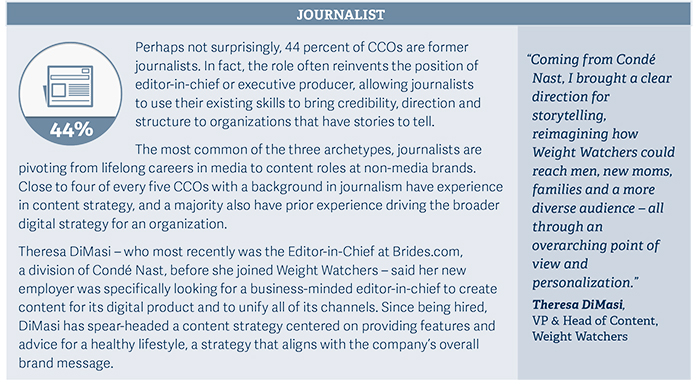 JOURNALIST
44%
Perhaps not surprisingly, 44 percent of CCOs are former
journalists. In fact, the role often reinvents the position of
editor-in-chief or executive producer, allowing journalists
to use their existing skills to bring credibility, direction and
structure to organizations that have stories to tell.
The most common of the three archetypes, journalists are
pivoting from lifelong careers in media to content roles at non-media brands.
Close to four of every five CCOs with a background in journalism have experience
in content strategy, and a majority also have prior experience driving the broader
digital strategy for an organization.
Theresa DiMasi – who most recently was the Editor-in-Chief at Brides.com,
a division of Condé Nast, before she joined Weight Watchers – said her new
employer was specifically looking for a business-minded editor-in-chief to create
content for its digital product and to unify all of its channels. Since being hired,
DiMasi has spear-headed a content strategy centered on providing features and
advice for a healthy lifestyle, a strategy that aligns with the company's overall
brand message.
“Coming from Condé
Nast, I brought a clear
direction for
storytelling,
reimagining how
Weight Watchers could
reach men, new moms,
families and a more
diverse audience – all
through an
overarching point of
view and
personalization.”
Theresa DiMasi,
VP & Head of Content,
Weight Watchers